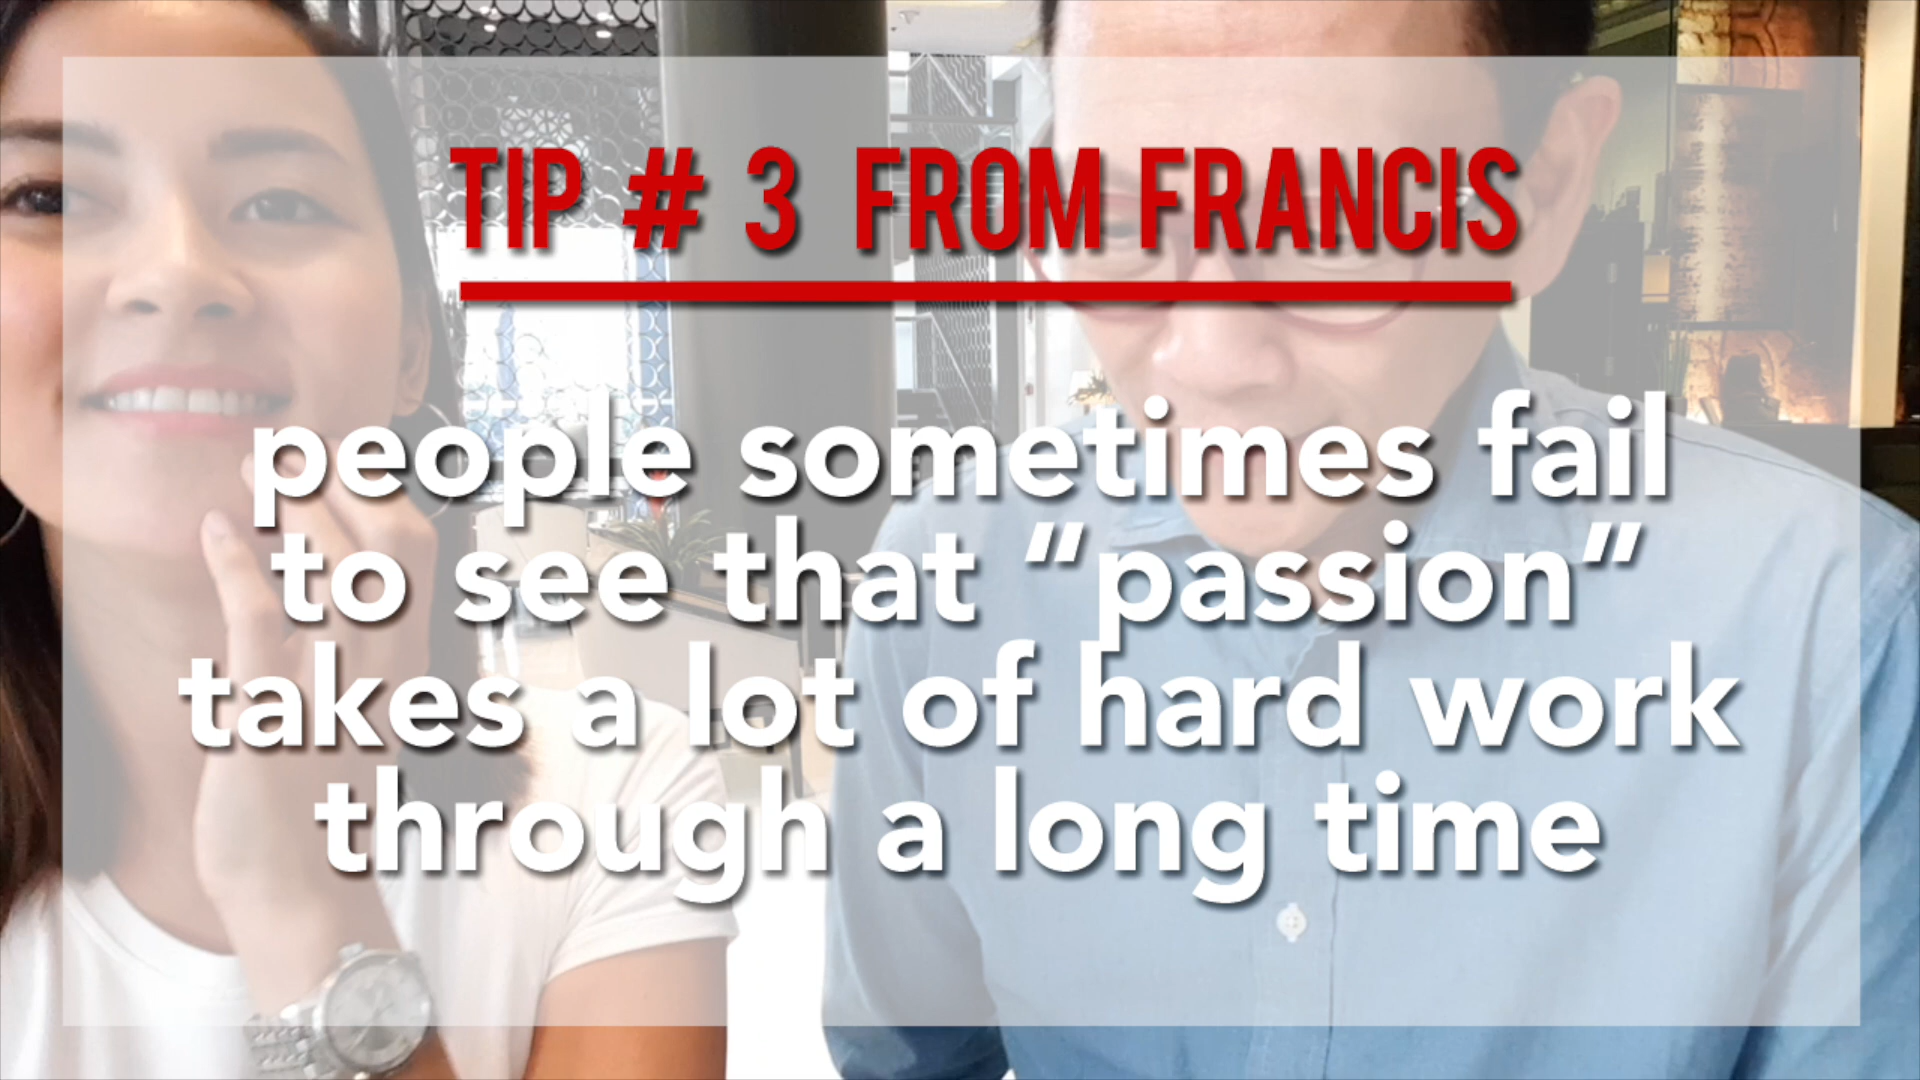 TIP # 3 FROM FRANCIS
people sometimes fail
to see that “passion”
takes a lot of hard work
through a long time